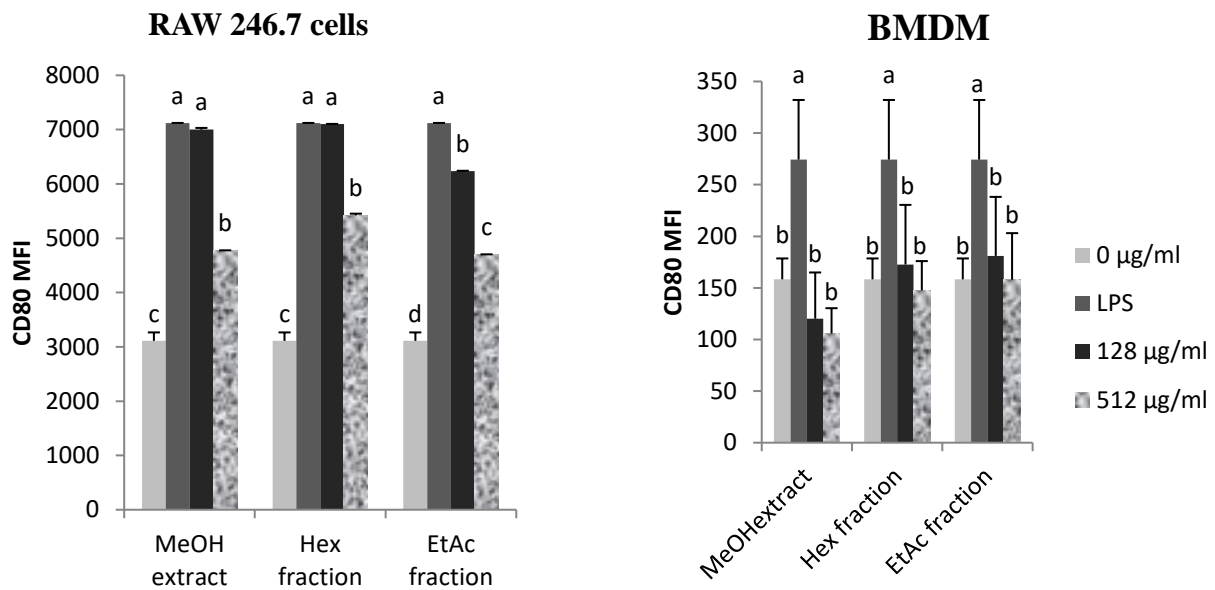 RAW 246.7 cells
CD80 MFI
8000
7000
6000
5000
4000
3000
2000
1000
0
c
a
a
b
c
a
a
b
d
a
b
c
MeOH
extract
Hex
fraction
EtAc
fraction
BMDM
CD80 MFI
350
300
250
200
150
100
50
0
b
a
b
b
b
a
b
b
b
a
b
b
MeOHextract
Hex fraction
EtAc fraction
0 µg/ml
LPS
128 µg/ml
512 µg/ml